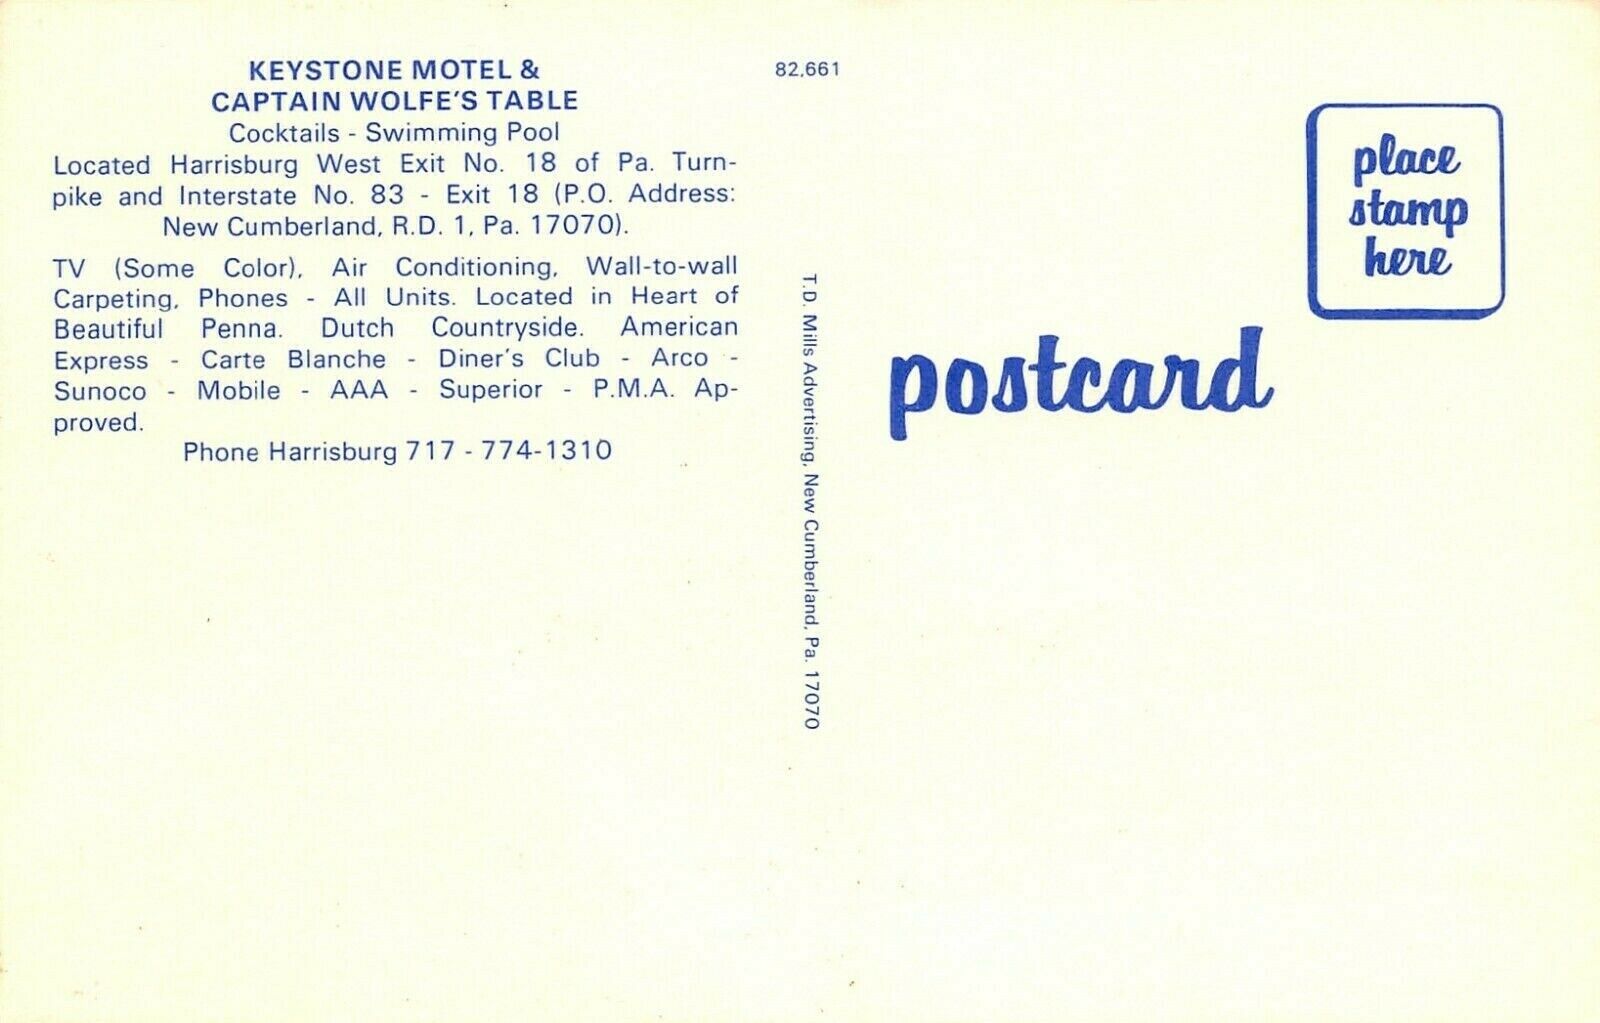 KEYSTONE MOTEL &
CAPTAIN WOLFE'S TABLE
Cocktails - Swimming Pool
Located Harrisburg West Exit No. 18 of Pa. Turn-
pike and Interstate No. 83 - Exit 18 (P.O. Address:
New Cumberland, R.D. 1, Pa. 17070).
TV (Some Color), Air Conditioning, Wall-to-wall
Carpeting, Phones - All Units. Located in Heart of
Beautiful Penna. Dutch Countryside. American
Express - Carte Blanche - Diner's Club - Arco -
Sunoco - Mobile - AAA - Superior - P.M.A. Ap-
proved.
Phone Harrisburg 717 - 774-1310
82,661
T.D. Mills Advertising, New Cumberland, Pa. 17070
place
stamp
here
postcard